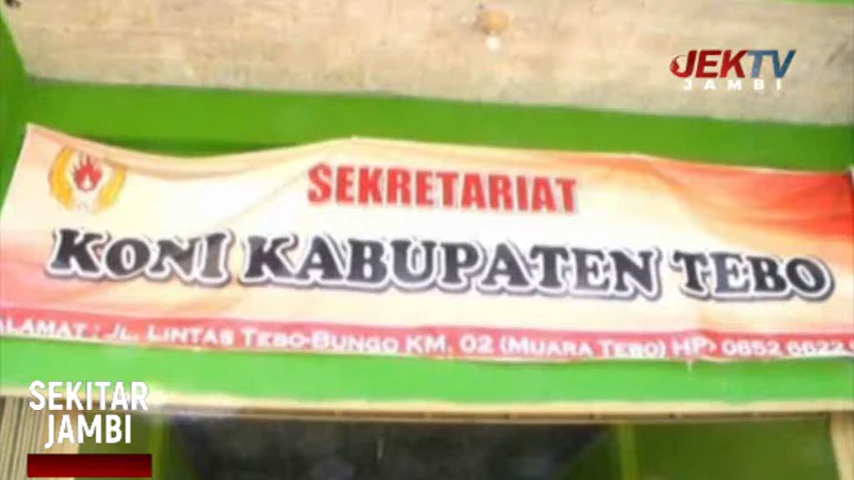 JEKTV
JAMBI
SEKRETARIAT
KONI KABUPATEN TEBO
ALAMAT : JL. LINTAS TEBO-BUNGO KM. 02 (MUARA TEBO) HP) 0852 6622
SEKITAR
JAMBI